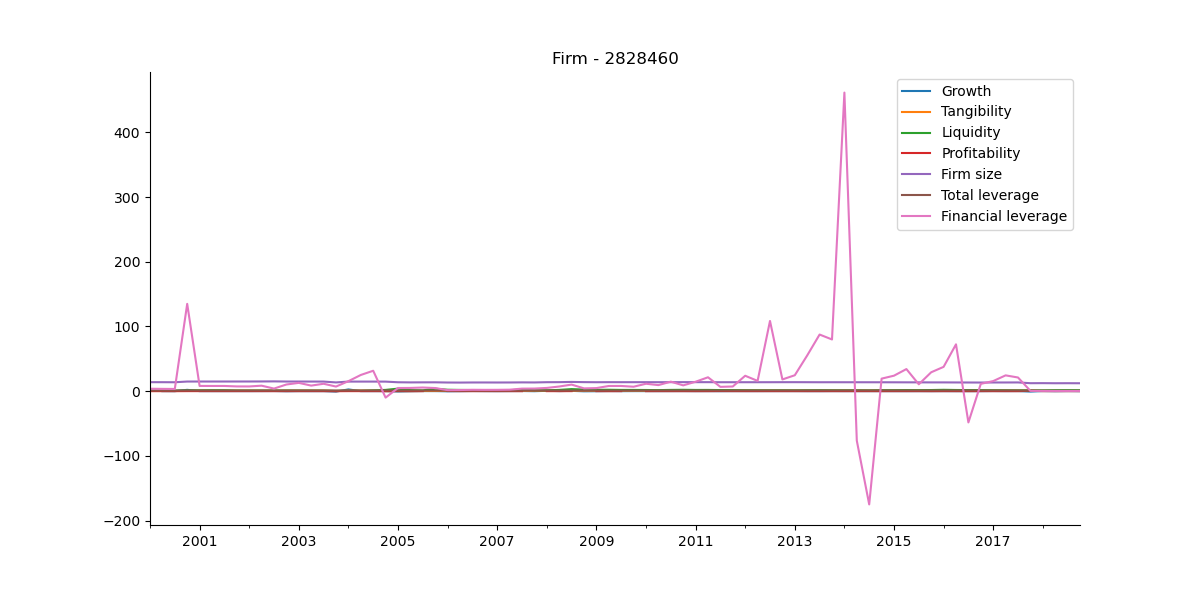 Firm - 2828460
Growth
Tangibility
Liquidity
Profitability
Firm size
Total leverage
Financial leverage
400
300
200
100
0
−100
−200
2001 2003 2005 2007 2009 2011 2013 2015 2017